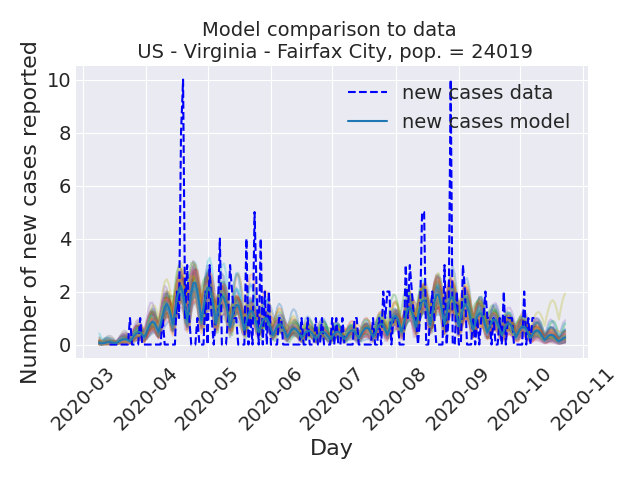 Model comparison to data
US - Virginia - Fairfax City, pop. = 24019
Number of new cases reported
10
8
6
4
2
0
new cases data
new cases model
2020-03
2020-04
2020-05
2020-06
2020-07
2020-08
2020-09
2020-10
2020-11
Day